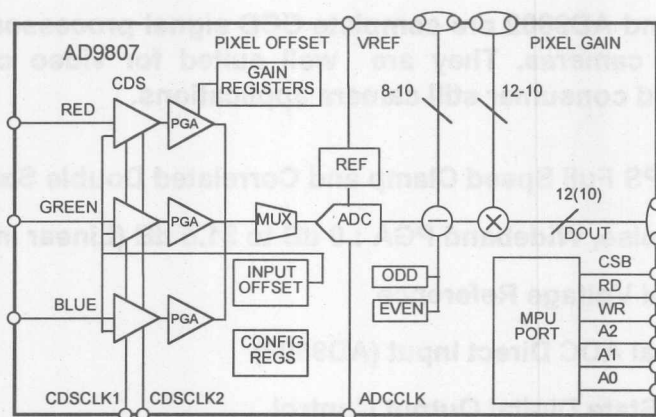 AD9807
PIXEL OFFSET
VREF
PIXEL GAIN
CDS
GAIN
REGISTERS
8-10
12-10
RED
PGA
REF
GREEN
PGA
MUX
ADC
12(10)
DOUT
INPUT
OFFSET
ODD
EVEN
CSB
RD
WR
A2
A1
A0
MPU
PORT
BLUE
PGA
CONFIG
REGS
CDSCLK1
CDSCLK2
ADCCLK